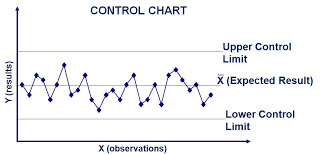 CONTROL CHART
Upper Control
Limit
X̅ (Expected Result)
Lower Control
Limit
Y (results)
X (observations)